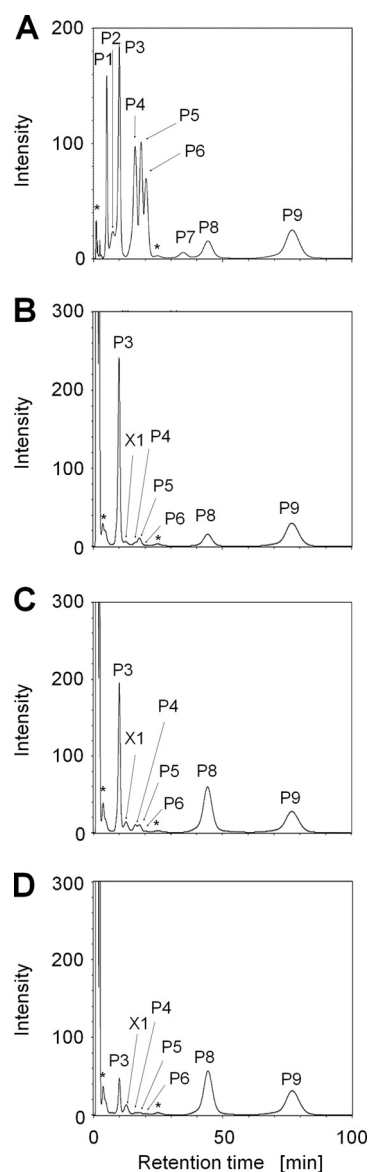 A
200
P2
P3
P1
P4
P5
P6
100
Intensity
*
P7
*
P8
P9
0
B
300
P3
200
Intensity
X1
P4
100
P5
*
P6
*
P8
P9
0
C
300
200
P3
Intensity
P4
X1
100
P5
P8
*
P6
*
P9
0
D
300
200
Intensity
P4
X1
100
P3
P5
P8
*
P6
*
P9
0
0
50
100
Retention time [min]